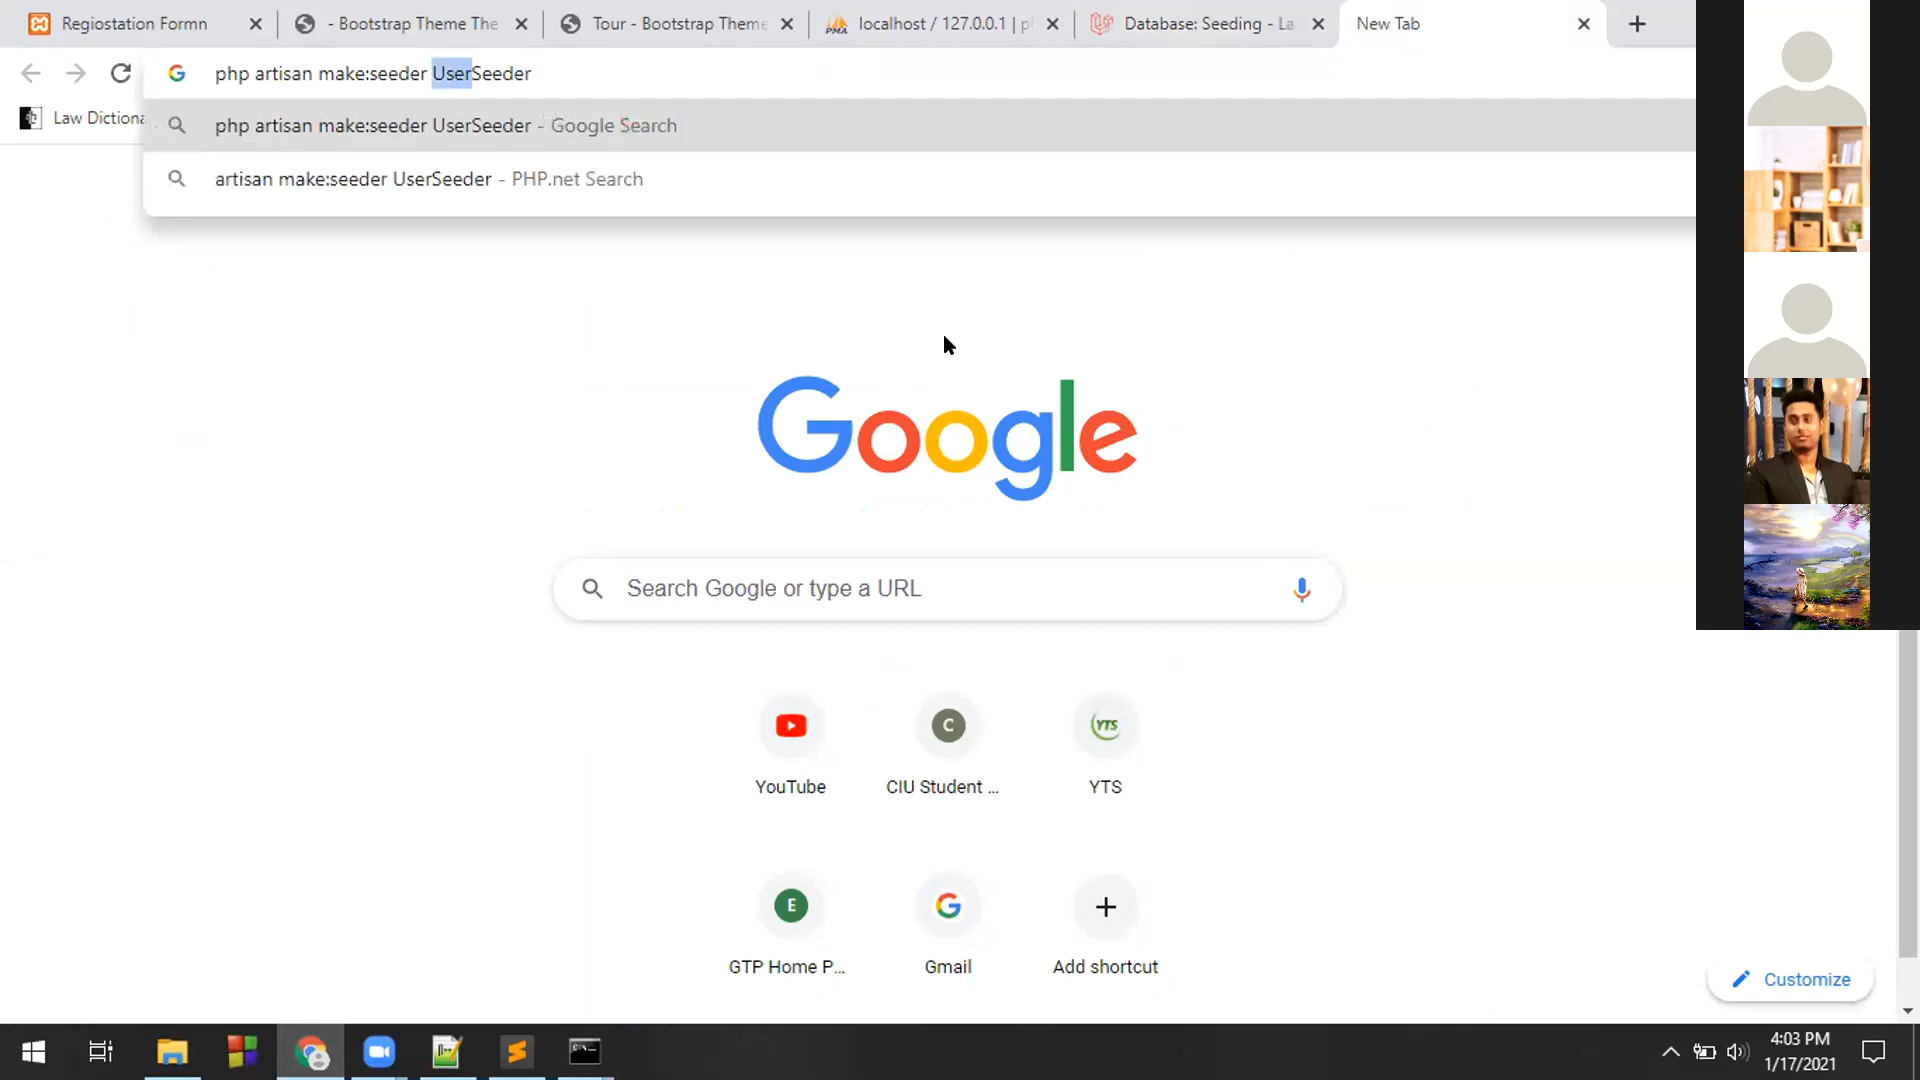 Regiostation Formn
- Bootstrap Theme The
Tour - Bootstrap Theme
PMA
localhost / 127.0.0.1 | p
Database: Seeding - La
New Tab
php artisan make:seeder UserSeeder
Law Dictiona
php artisan make:seeder UserSeeder - Google Search
artisan make:seeder UserSeeder - PHP.net Search
Google
Search Google or type a URL
C
YTS
YouTube
CIU Student ...
YTS
E
G
GTP Home P...
Gmail
Add shortcut
Customize
4:03 PM
1/17/2021